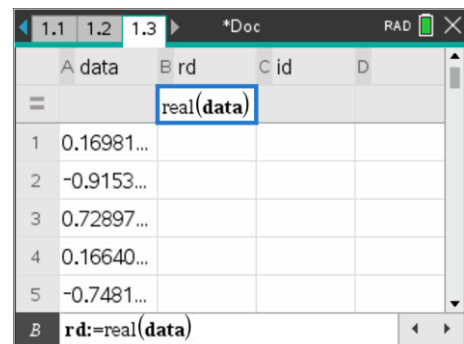 1.1 1.2 1.3 *Doc RAD
A data B rd C id D
= real(data)
1 0.16981...
2 -0.9153...
3 0.72897...
4 0.16640...
5 -0.7481...
B rd:=real(data)